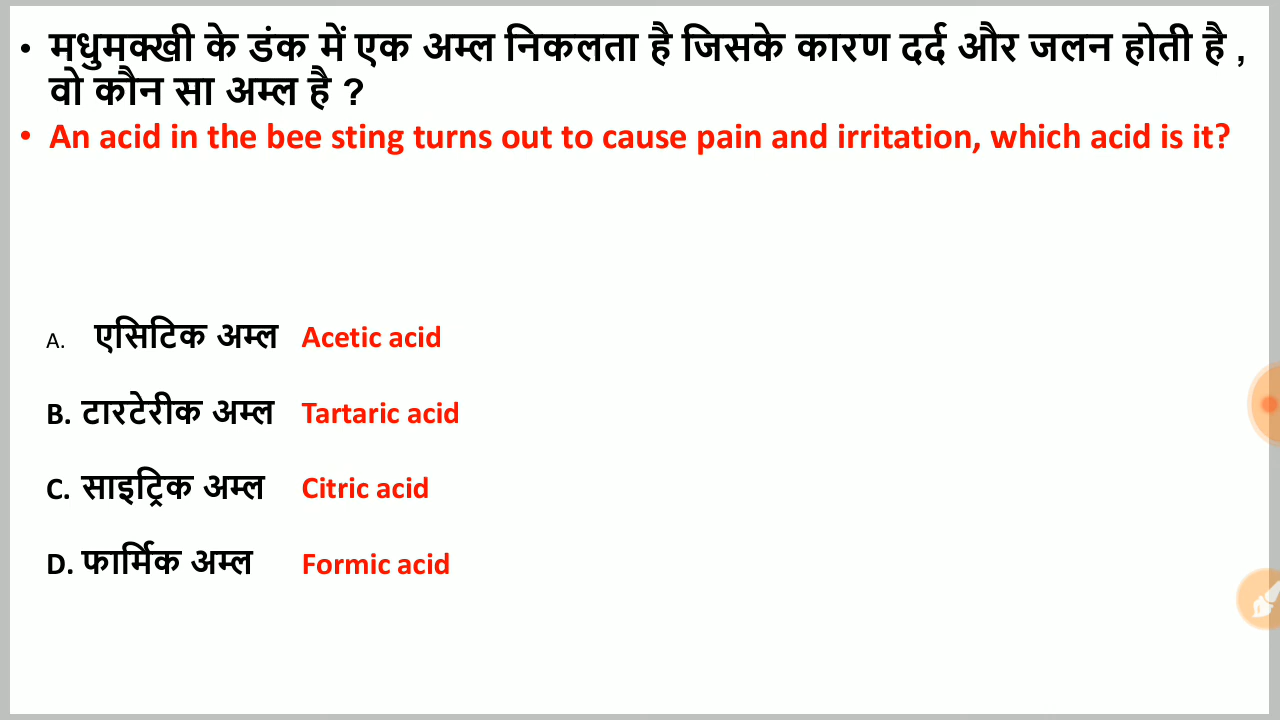 • मधुमक्खी के डंक में एक अम्ल निकलता है जिसके कारण दर्द और जलन होती है ,
वो कौन सा अम्ल है ?
• An acid in the bee sting turns out to cause pain and irritation, which acid is it?
A. एसिटिक अम्ल Acetic acid
B. टारटेरीक अम्ल Tartaric acid
C. साइट्रिक अम्ल Citric acid
D. फार्मिक अम्ल Formic acid